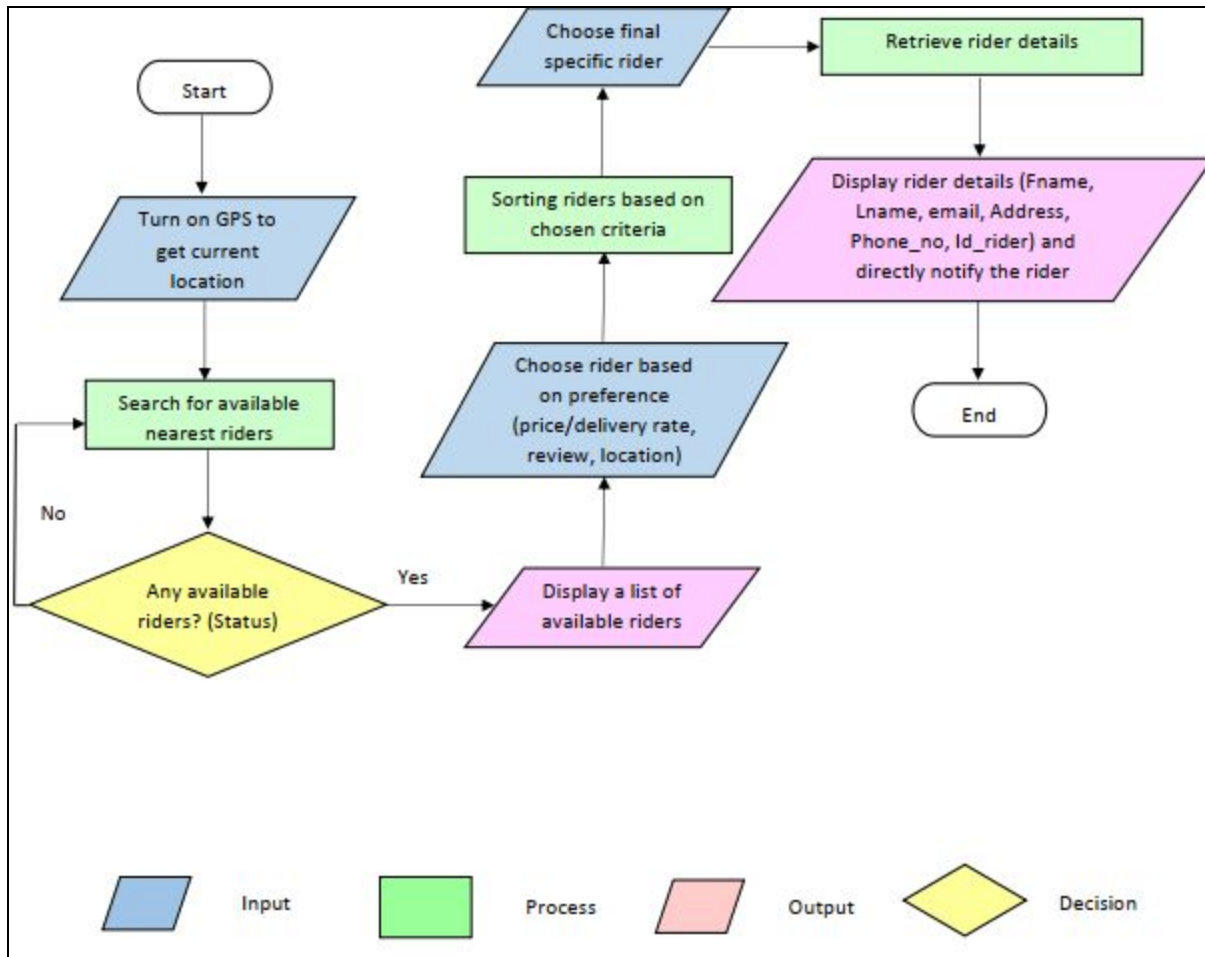 Start
Turn on GPS to
get current
location
Search for available
nearest riders
No
Any available
riders? (Status)
Yes
Display a list of
available riders
Choose rider based
on preference
(price/delivery rate,
review, location)
Sorting riders based on
chosen criteria
Choose final
specific rider
Retrieve rider details
Display rider details (Fname,
Lname, email, Address,
Phone_no, Id_rider) and
directly notify the rider
End
Input
Process
Output
Decision